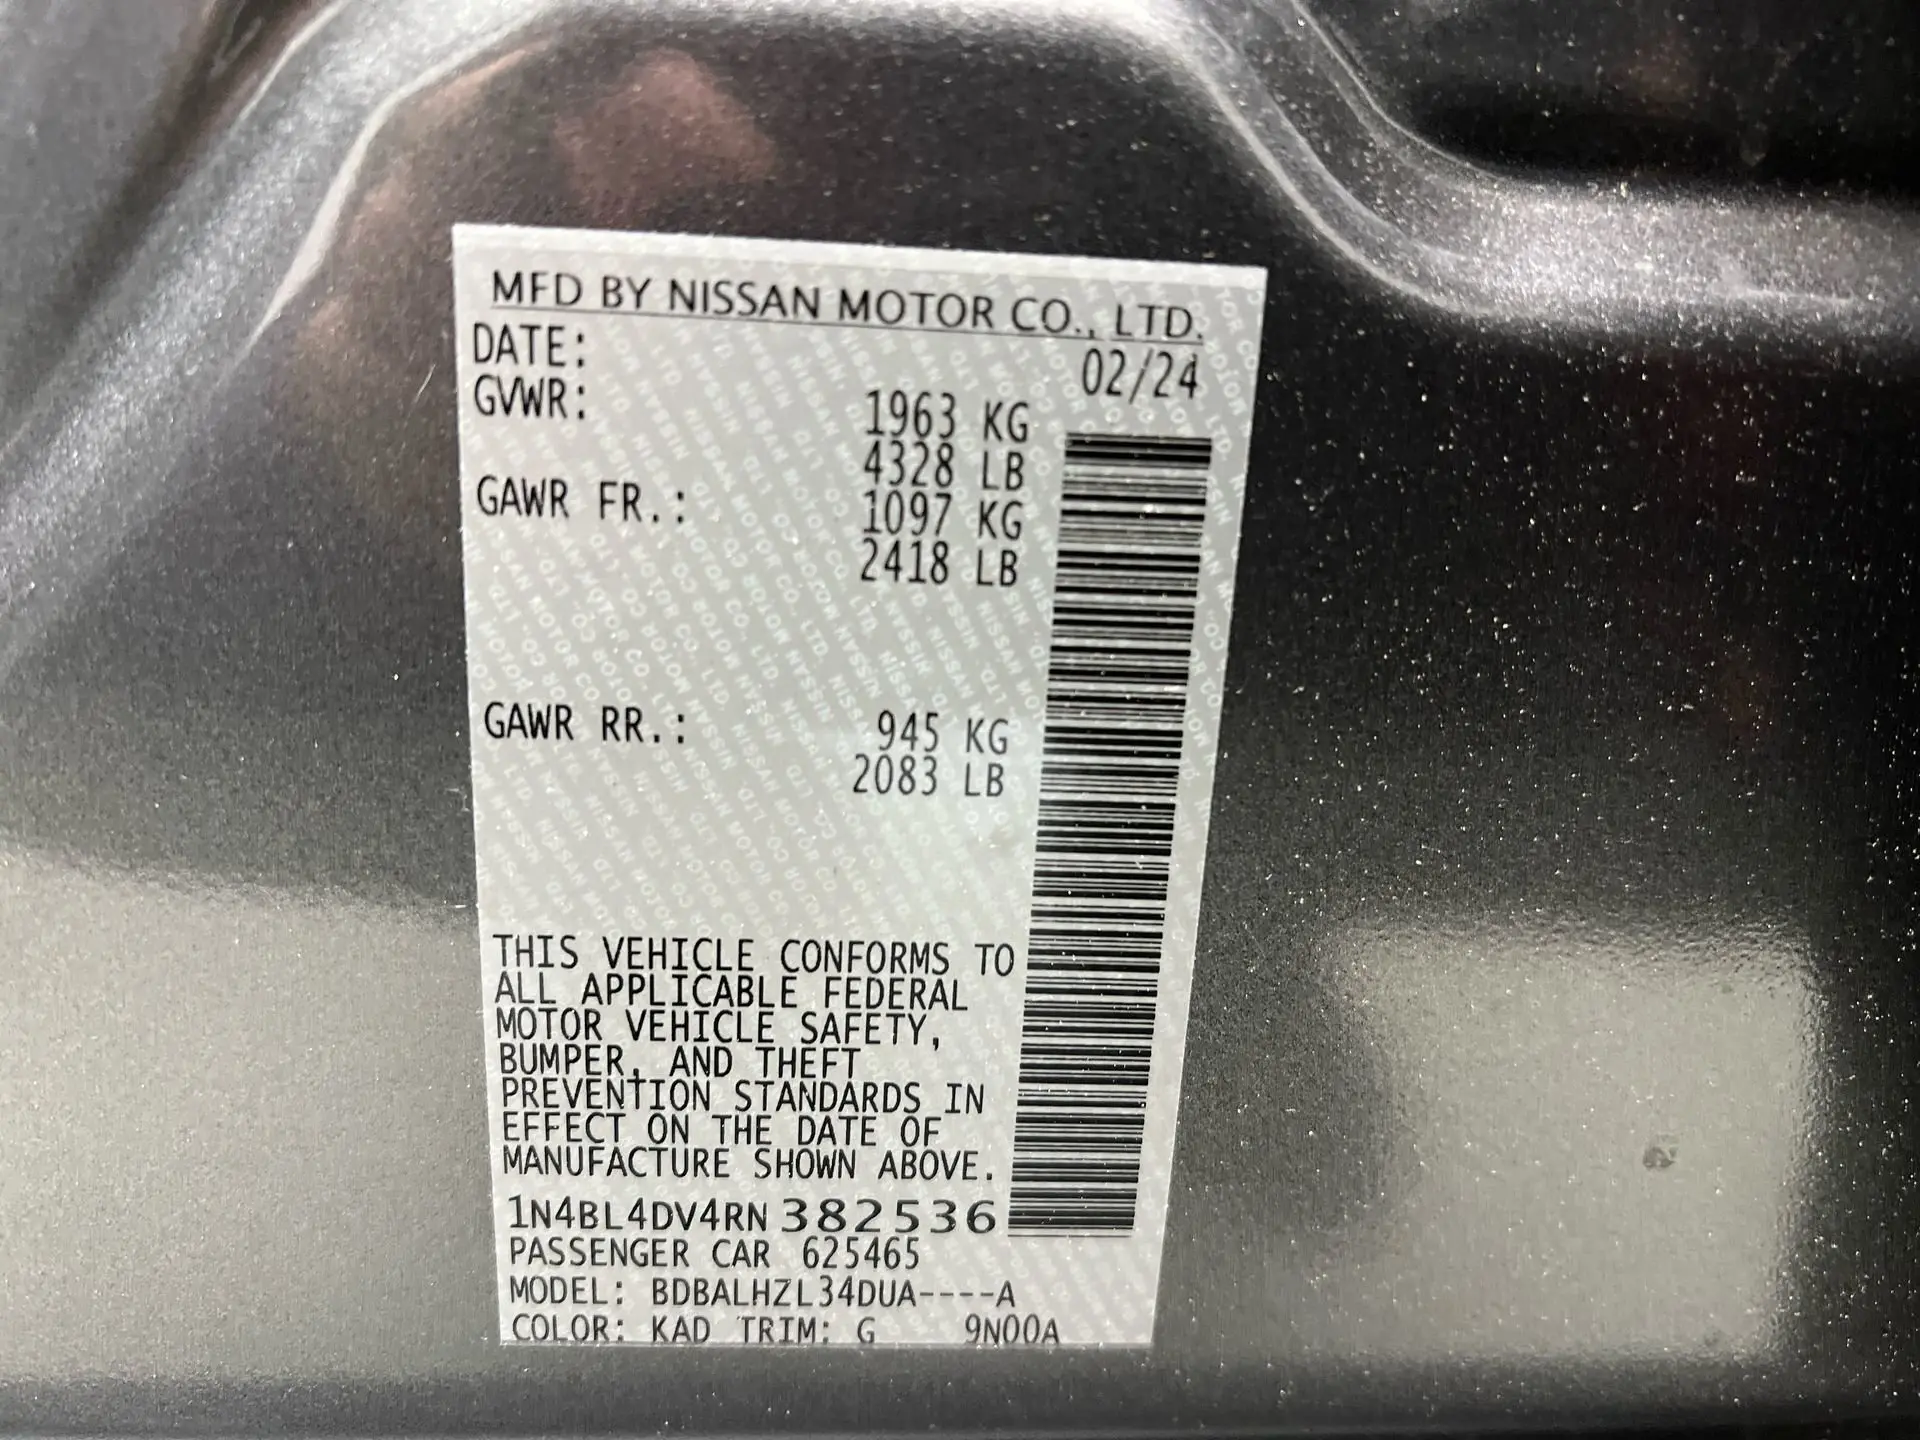 MFD BY NISSAN MOTOR CO., LTD.
DATE: 02/24
GVWR: 1963 KG
4328 LB
GAWR FR.: 1097 KG
2418 LB
GAWR RR.: 945 KG
2083 LB
THIS VEHICLE CONFORMS TO
ALL APPLICABLE FEDERAL
MOTOR VEHICLE SAFETY,
BUMPER, AND THEFT
PREVENTION STANDARDS IN
EFFECT ON THE DATE OF
MANUFACTURE SHOWN ABOVE.
1N4BL4DV4RN382536
PASSENGER CAR 625465
MODEL: BDBALHZL34DUA----A
COLOR: KAD TRIM: G 9N00A